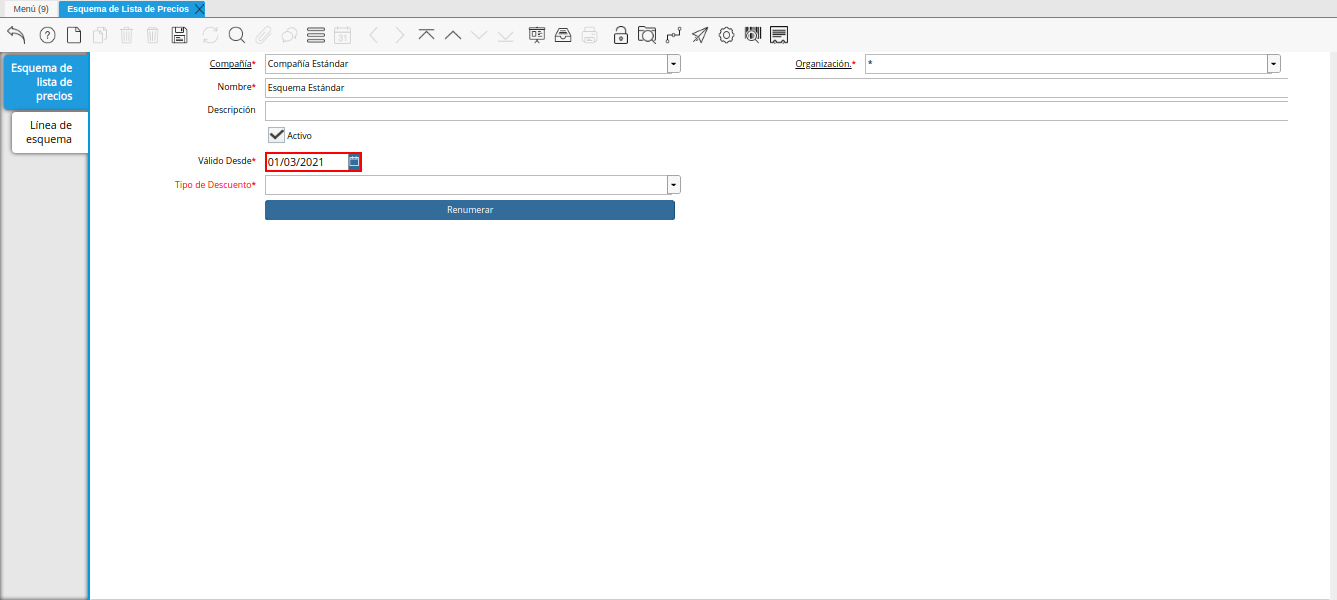 Menú (9)
Esquema de Lista de Precios
31
Esquema de
lista de
precios
Línea de
esquema
Compañía* Compañía Estándar
Organización.* *
Nombre* Esquema Estándar
Descripción
Activo
Válido Desde* 01/03/2021
Tipo de Descuento*
Renumerar